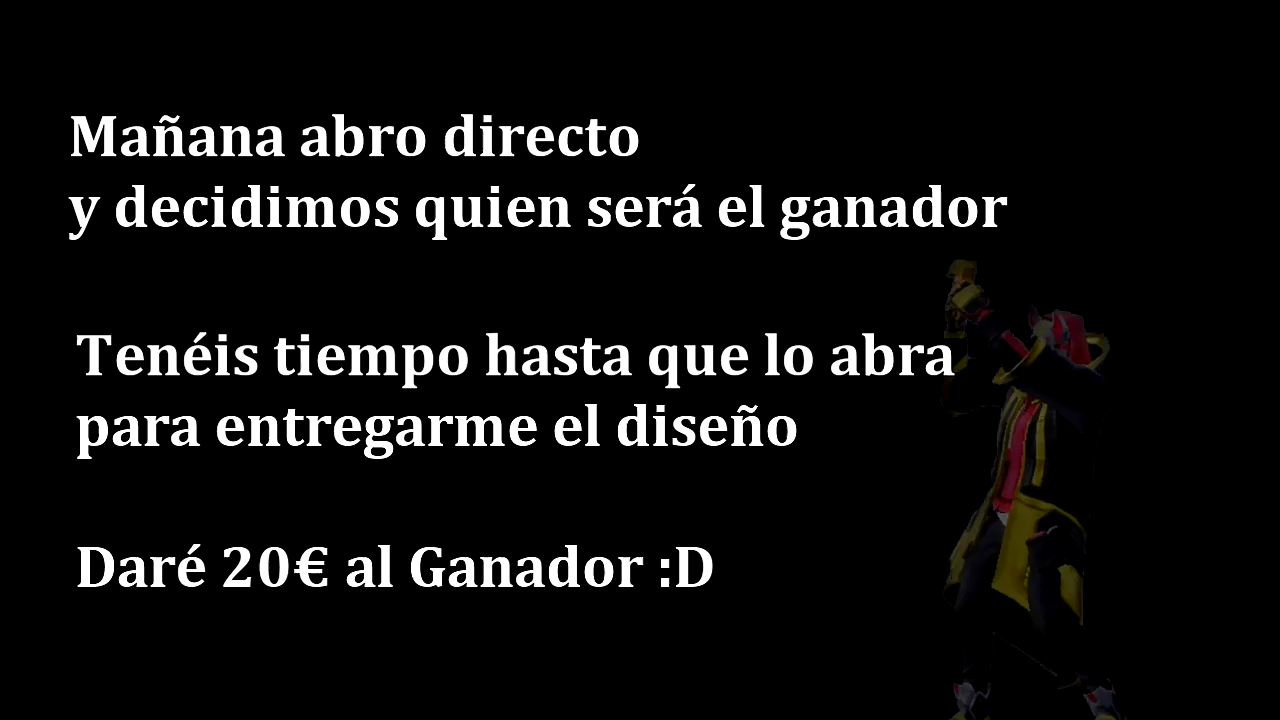 Mañana abro directo
y decidimos quien será el ganador
Tenéis tiempo hasta que lo abra
para entregarme el diseño
Daré 20€ al Ganador :D